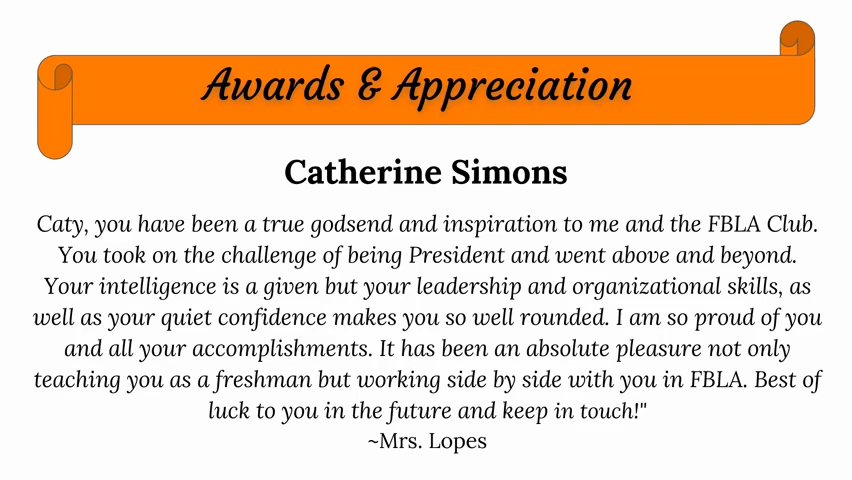 Awards & Appreciation
Catherine Simons
Caty, you have been a true godsend and inspiration to me and the FBLA Club.
You took on the challenge of being President and went above and beyond.
Your intelligence is a given but your leadership and organizational skills, as
well as your quiet confidence makes you so well rounded. I am so proud of you
and all your accomplishments. It has been an absolute pleasure not only
teaching you as a freshman but working side by side with you in FBLA. Best of
luck to you in the future and keep in touch!"
~Mrs. Lopes